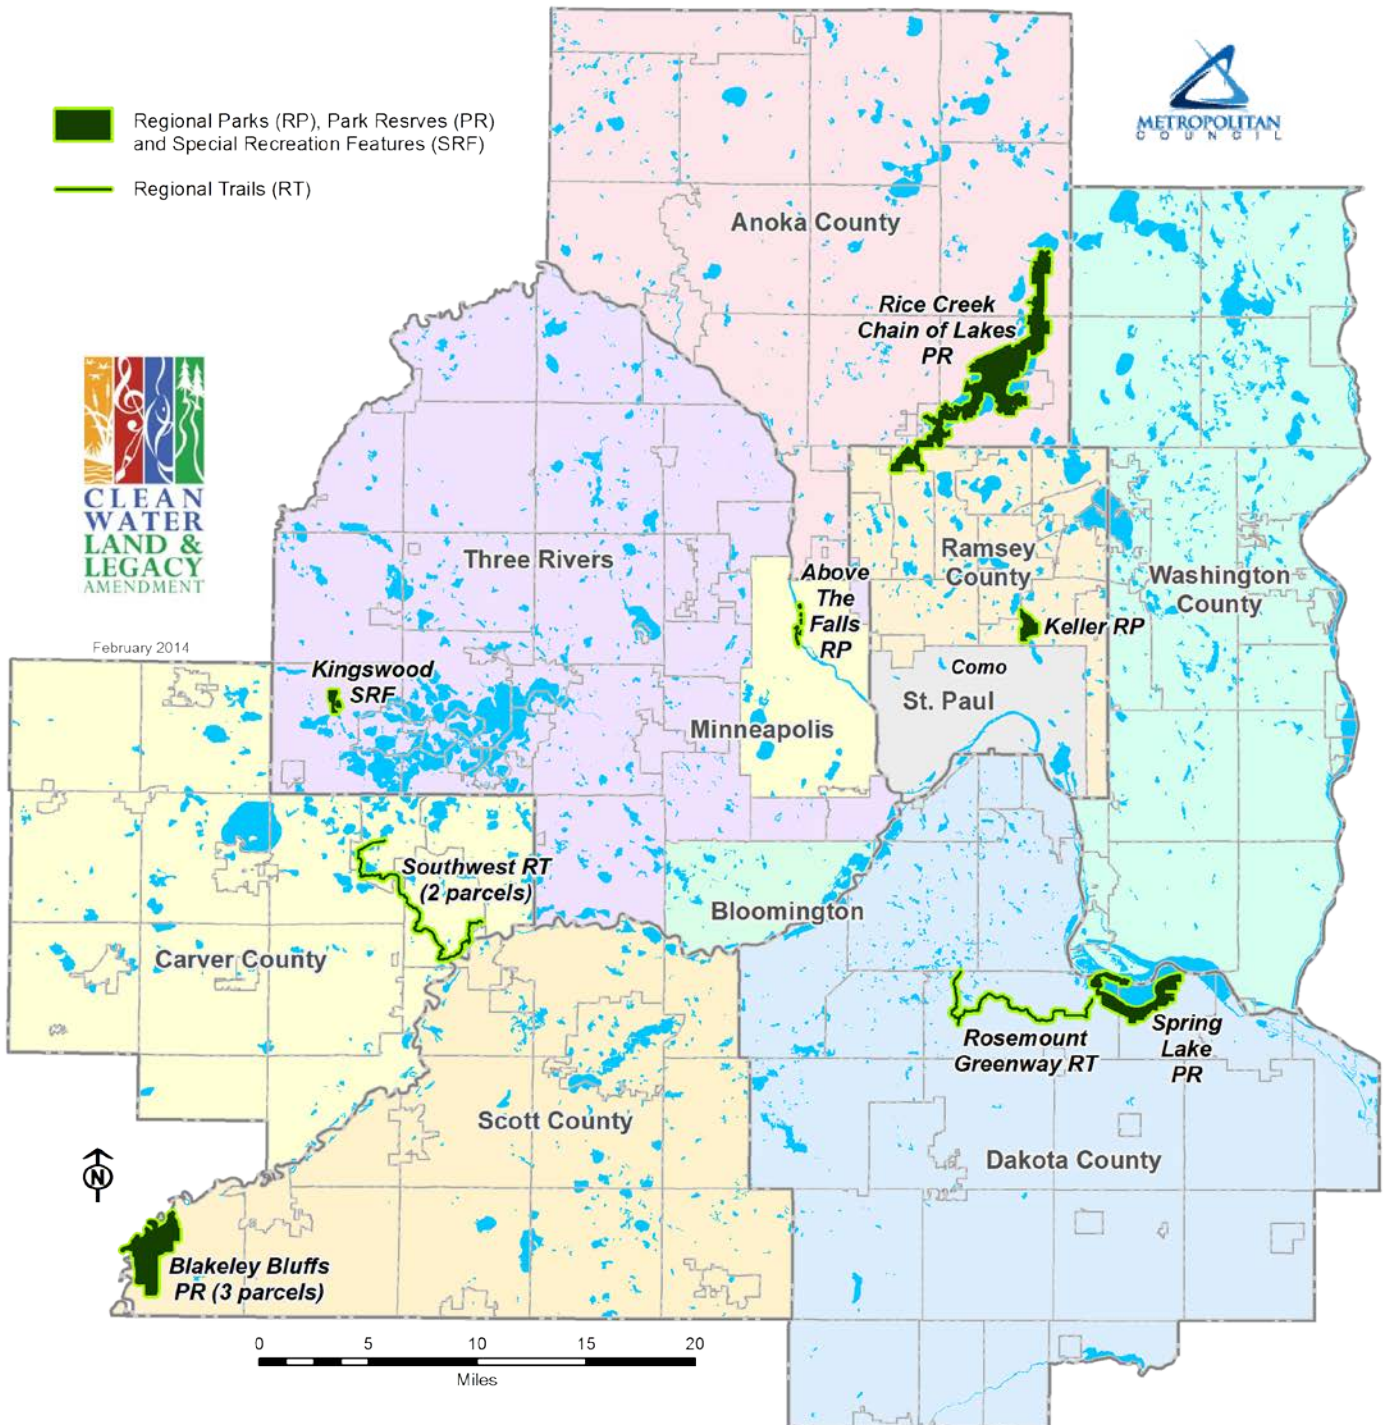 Regional Parks (RP), Park Resrves (PR)
and Special Recreation Features (SRF)
Regional Trails (RT)
METROPOLITAN
COUNCIL
Anoka County
Rice Creek
Chain of Lakes
PR
CLEAN
WATER
LAND &
LEGACY
AMENDMENT
February 2014
Three Rivers
Above
The
Falls
RP
Ramsey
County
Washington
County
Keller RP
Kingswood
SRF
Como
St. Paul
Minneapolis
Southwest RT
(2 parcels)
Bloomington
Carver County
Rosemount
Greenway RT
Spring
Lake
PR
Scott County
Dakota County
N
Blakeley Bluffs
PR (3 parcels)
0 5 10 15 20
Miles